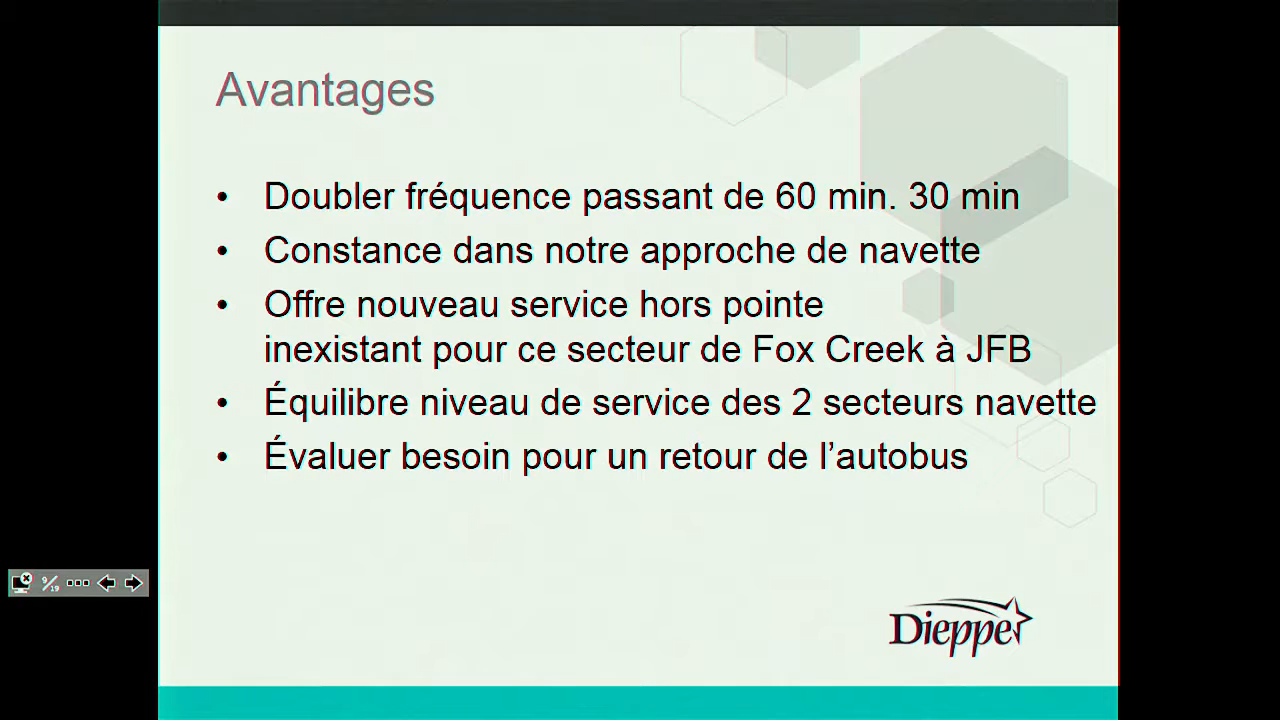 Avantages
• Doubler fréquence passant de 60 min. 30 min
• Constance dans notre approche de navette
• Offre nouveau service hors pointe
inexistant pour ce secteur de Fox Creek à JFB
• Équilibre niveau de service des 2 secteurs navette
• Évaluer besoin pour un retour de l’autobus
9/19
Dieppe